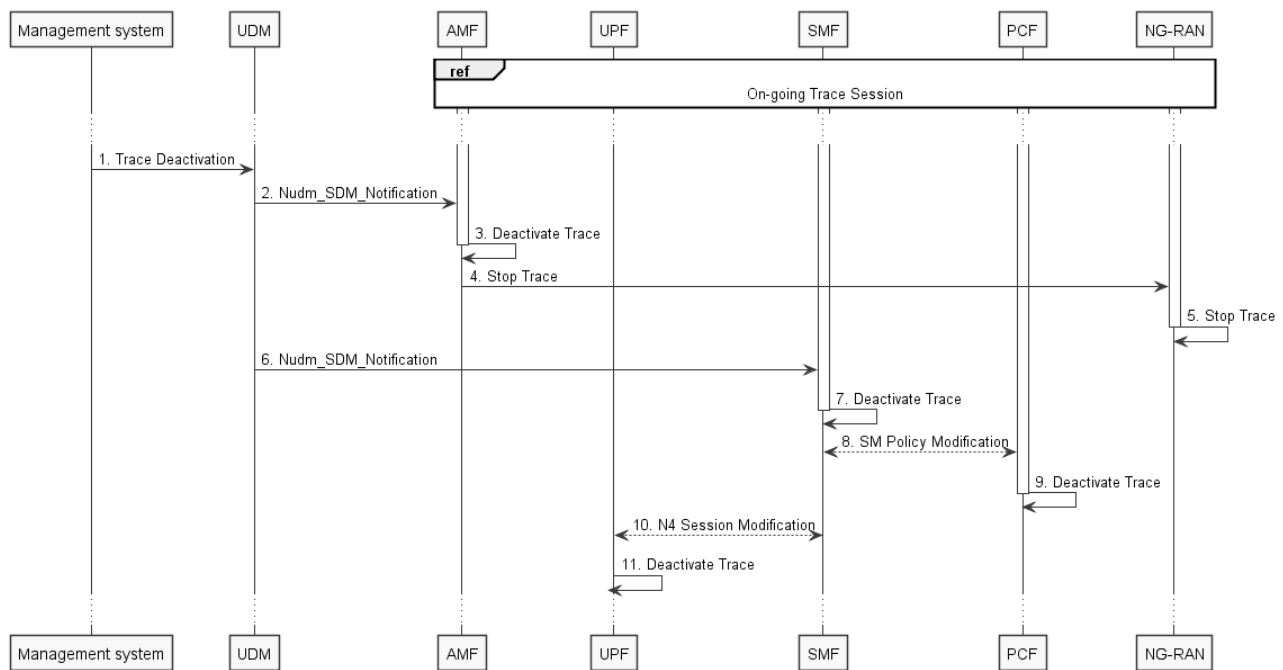 Management system
UDM
AMF
UPF
SMF
PCF
NG-RAN
ref
On-going Trace Session
1. Trace Deactivation
2. Nudm_SDM_Notification
3. Deactivate Trace
4. Stop Trace
5. Stop Trace
6. Nudm_SDM_Notification
7. Deactivate Trace
8. SM Policy Modification
9. Deactivate Trace
10. N4 Session Modification
11. Deactivate Trace
Management system
UDM
AMF
UPF
SMF
PCF
NG-RAN